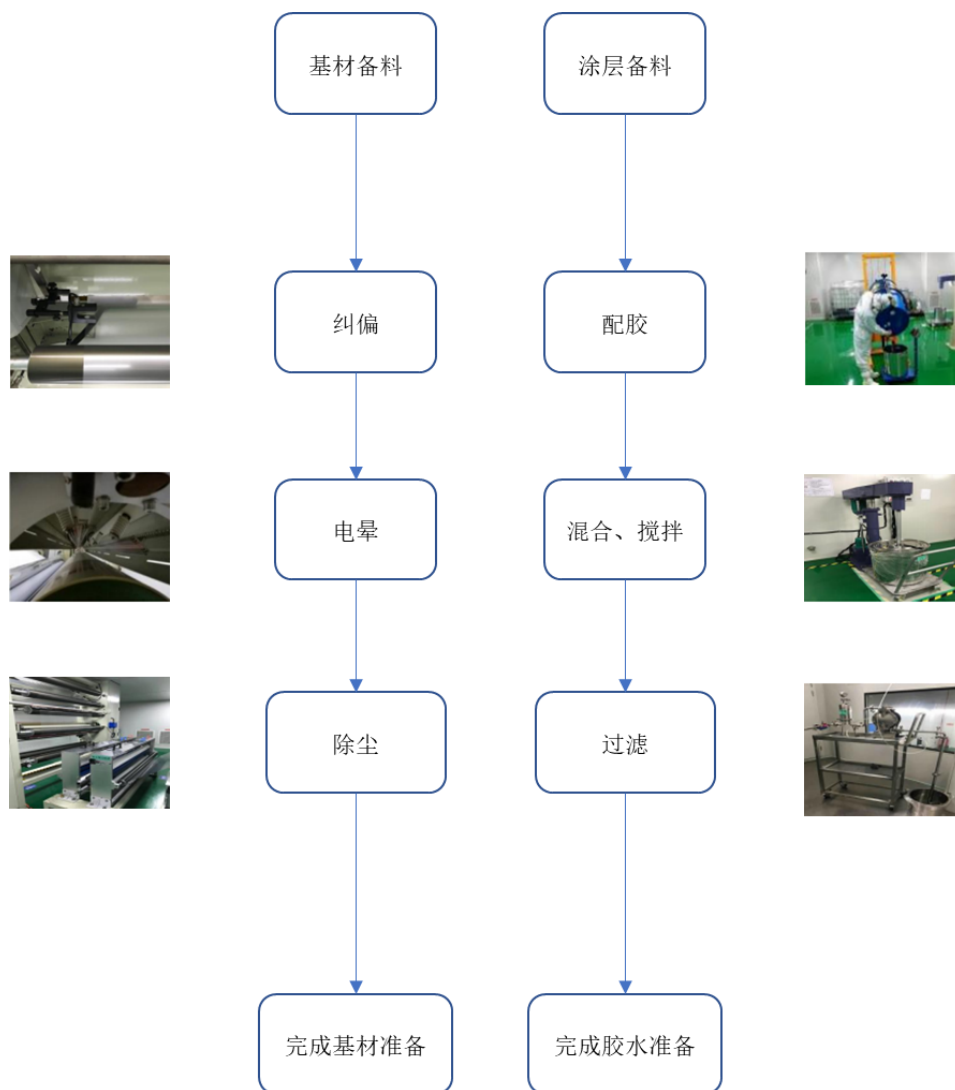 基材备料
涂层备料
纠偏
配胶
电晕
混合、搅拌
除尘
过滤
完成基材准备
完成胶水准备